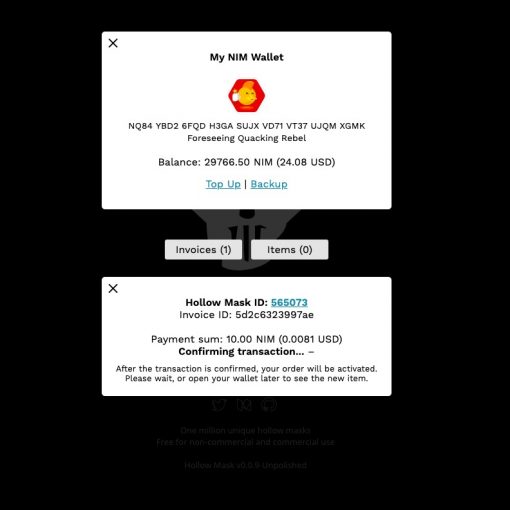 My NIM Wallet
NQ84 YBD2 6FQD H3GA SUJX VD71 VT37 UJQM XGMK
Foreseeing Quacking Rebel
Balance: 29766.50 NIM (24.08 USD)
Top Up | Backup
Invoices (1) Items (0)
Hollow Mask ID: 565073
Invoice ID: 5d2c6323997ae
Payment sum: 10.00 NIM (0.0081 USD)
Confirming transaction... –
After the transaction is confirmed, your order will be activated.
Please wait, or open your wallet later to see the new item.
One million unique hollow masks
Free for non-commercial and commercial use
Hollow Mask v0.0.9 Unpolished